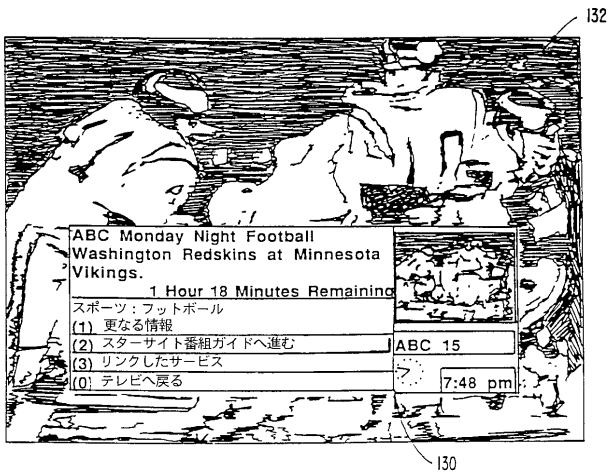 132
ABC Monday Night Football
Washington Redskins at Minnesota
Vikings.
1 Hour 18 Minutes Remaining
スポーツ：フットボール
(1) 更なる情報
(2) スターサイト番組ガイドへ進む
(3) リンクしたサービス
(0) テレビへ戻る
ABC 15
7:48 pm
130